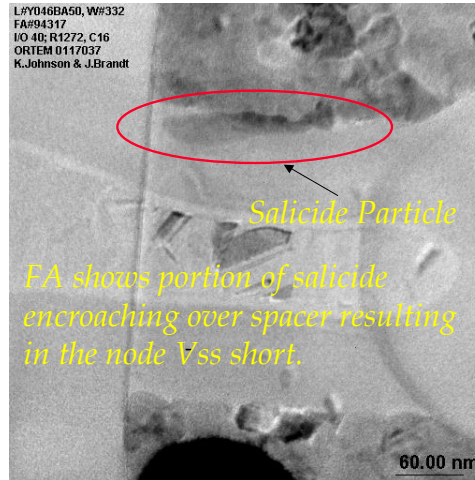 L#Y046BA50, W#332
FA#94317
I/O 40; R1272, C16
ORTEM 0117037
K.Johnson & J.Brandt
Salicide Particle
FA shows portion of salicide
encroaching over spacer resulting
in the node Vss short.
60.00 nm